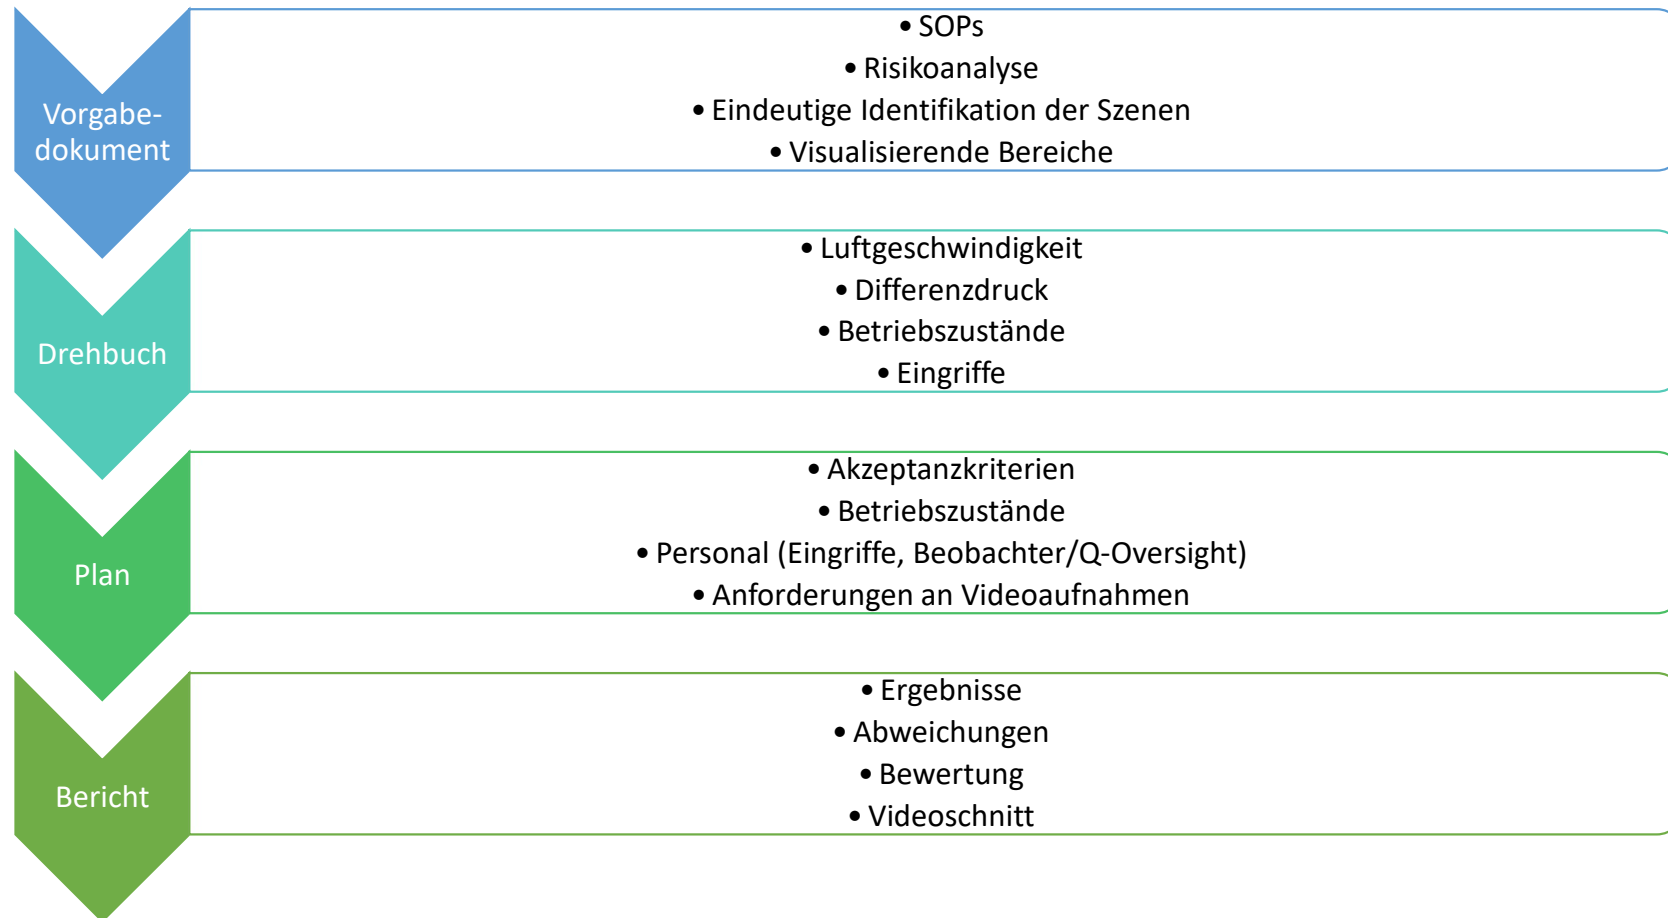 Vorgabe-
dokument
• SOPs
• Risikoanalyse
• Eindeutige Identifikation der Szenen
• Visualisierende Bereiche
Drehbuch
• Luftgeschwindigkeit
• Differenzdruck
• Betriebszustände
• Eingriffe
Plan
• Akzeptanzkriterien
• Betriebszustände
• Personal (Eingriffe, Beobachter/Q-Oversight)
• Anforderungen an Videoaufnahmen
Bericht
• Ergebnisse
• Abweichungen
• Bewertung
• Videoschnitt